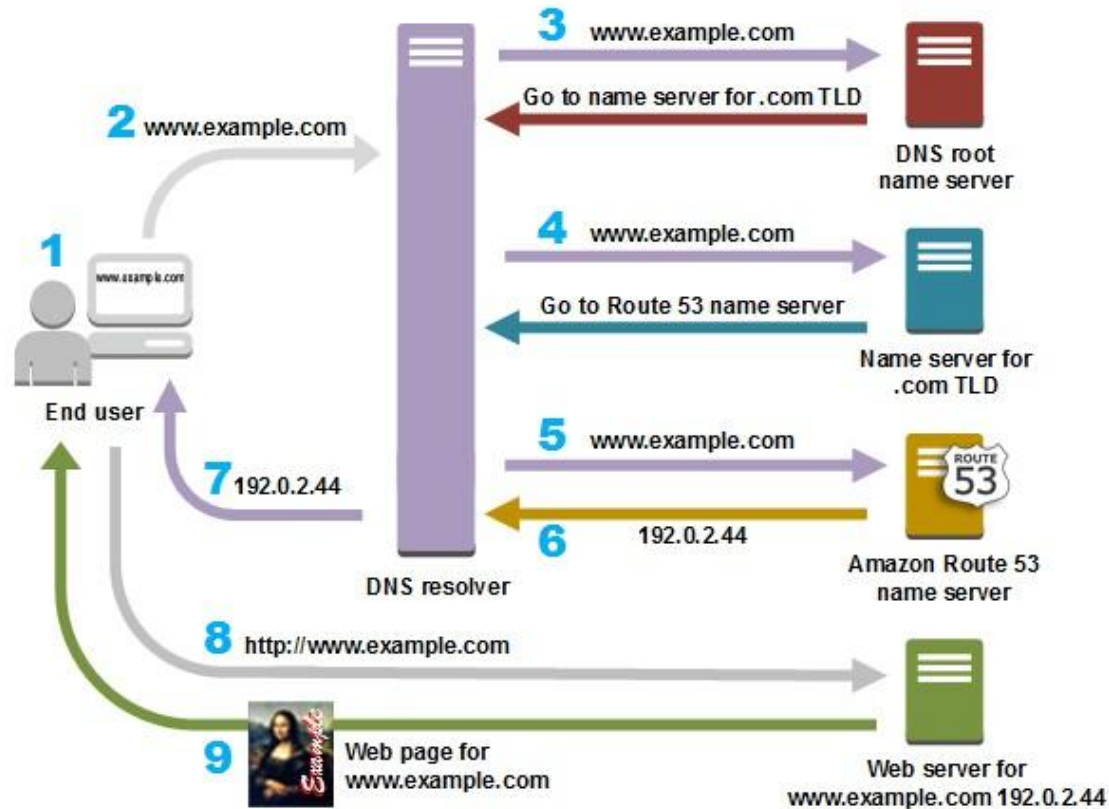 3 www.example.com
Go to name server for .com TLD
DNS root
name server
2 www.example.com
1
www.example.com
End user
4 www.example.com
Go to Route 53 name server
Name server for
.com TLD
5 www.example.com
ROUTE
53
6 192.0.2.44
Amazon Route 53
name server
7 192.0.2.44
DNS resolver
8 http://www.example.com
9
Example
Web page for
www.example.com
Web server for
www.example.com 192.0.2.44